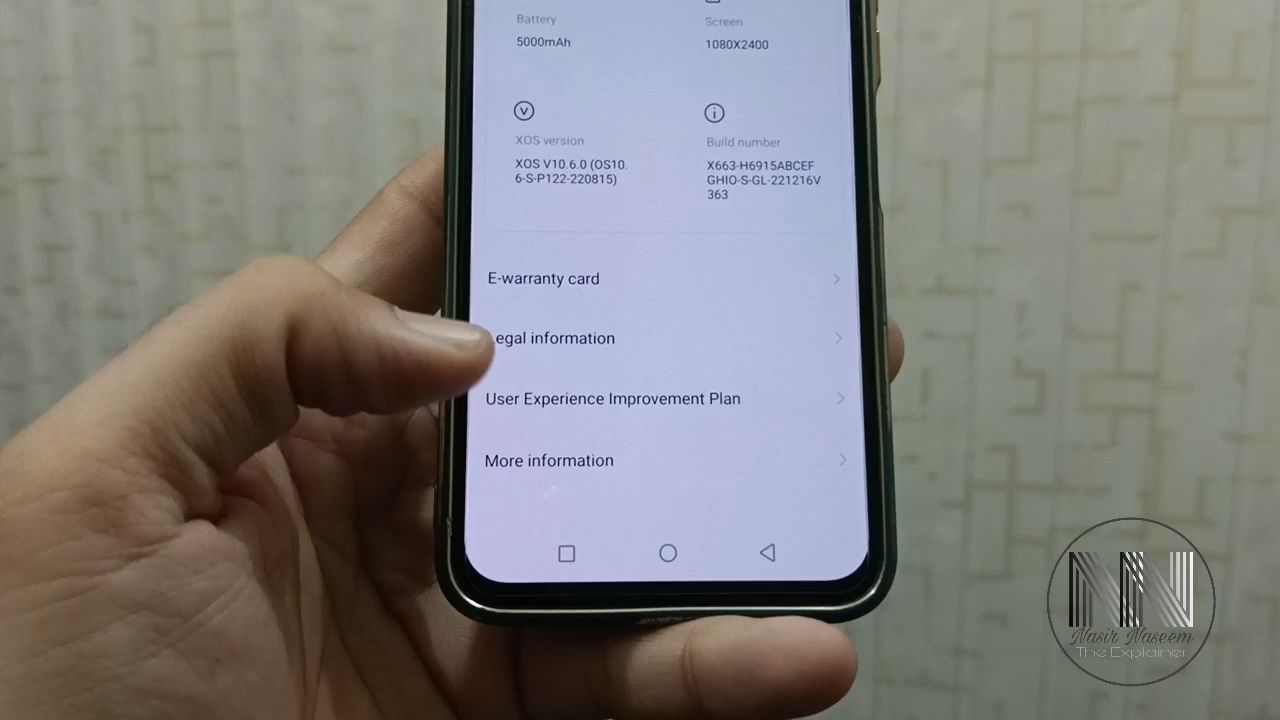 Battery
5000mAh
Screen
1080X2400
XOS version
XOS V10.6.0 (OS10.
6-S-P122-220815)
Build number
X663-H6915ABCEF
GHIO-S-GL-221216V
363
E-warranty card
egal information
User Experience Improvement Plan
More information
NN
Nasir Naseem
The Explainer